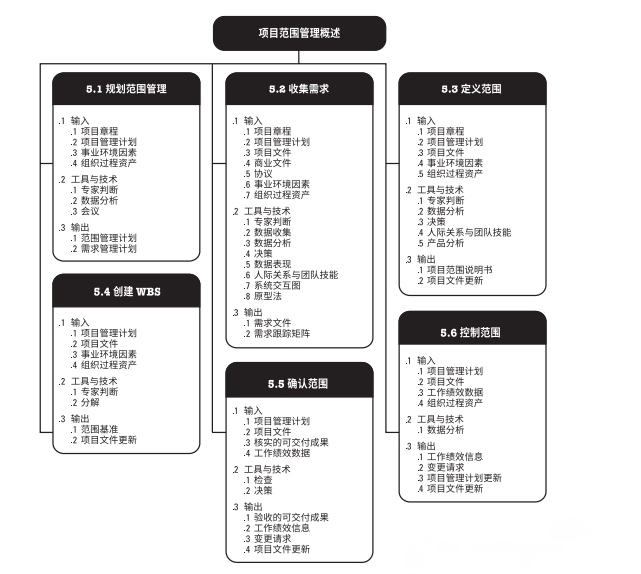 项目范围管理概述
5.1 规划范围管理
.1 输入
.1 项目章程
.2 项目管理计划
.3 事业环境因素
.4 组织过程资产
.2 工具与技术
.1 专家判断
.2 数据分析
.3 会议
.3 输出
.1 范围管理计划
.2 需求管理计划
5.2 收集需求
.1 输入
.1 项目章程
.2 项目管理计划
.3 项目文件
.4 商业文件
.5 协议
.6 事业环境因素
.7 组织过程资产
.2 工具与技术
.1 专家判断
.2 数据收集
.3 数据分析
.4 决策
.5 数据表现
.6 人际关系与团队技能
.7 系统交互图
.8 原型法
.3 输出
.1 需求文件
.2 需求跟踪矩阵
5.3 定义范围
.1 输入
.1 项目章程
.2 项目管理计划
.3 项目文件
.4 事业环境因素
.5 组织过程资产
.2 工具与技术
.1 专家判断
.2 数据分析
.3 决策
.4 人际关系与团队技能
.5 产品分析
.3 输出
.1 项目范围说明书
.2 项目文件更新
5.4 创建 WBS
.1 输入
.1 项目管理计划
.2 项目文件
.3 事业环境因素
.4 组织过程资产
.2 工具与技术
.1 专家判断
.2 分解
.3 输出
.1 范围基准
.2 项目文件更新
5.5 确认范围
.1 输入
.1 项目管理计划
.2 项目文件
.3 核实的可交付成果
.4 工作绩效数据
.2 工具与技术
.1 检查
.2 决策
.3 输出
.1 验收的可交付成果
.2 工作绩效信息
.3 变更请求
.4 项目文件更新
5.6 控制范围
.1 输入
.1 项目管理计划
.2 项目文件
.3 工作绩效数据
.4 组织过程资产
.2 工具与技术
.1 数据分析
.3 输出
.1 工作绩效信息
.2 变更请求
.3 项目管理计划更新
.4 项目文件更新